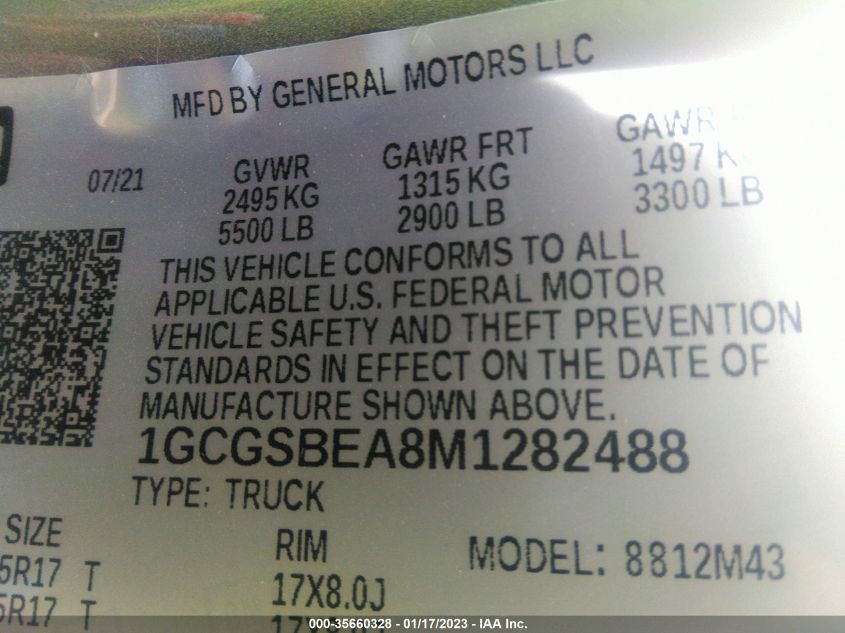 MFD BY GENERAL MOTORS LLC
07/21 GVWR GAWR FRT GAWR
2495 KG 1315 KG 1497 K
5500 LB 2900 LB 3300 LB
THIS VEHICLE CONFORMS TO ALL
APPLICABLE U.S. FEDERAL MOTOR
VEHICLE SAFETY AND THEFT PREVENTION
STANDARDS IN EFFECT ON THE DATE OF
MANUFACTURE SHOWN ABOVE.
1GCGSBEA8M1282488
TYPE: TRUCK
SIZE RIM MODEL: 8812M43
5R17 T 17X8.0J
5R17 T 17X8.0J
000-35660328 - 01/17/2023 - IAA Inc.